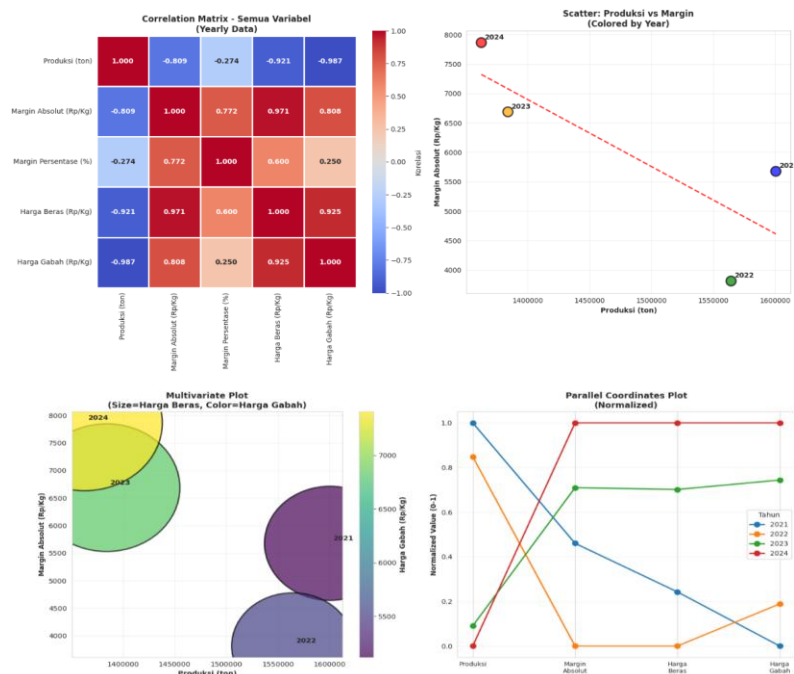 Correlation Matrix - Semua Variabel
(Yearly Data)
Produksi (ton)
Margin Absolut (Rp/Kg)
Margin Persentase (%)
Harga Beras (Rp/Kg)
Harga Gabah (Rp/Kg)
1.000 -0.809 -0.274 -0.921 -0.987
-0.809 1.000 0.772 0.971 0.808
-0.274 0.772 1.000 0.600 0.250
-0.921 0.971 0.600 1.000 0.925
-0.987 0.808 0.250 0.925 1.000
Produksi (ton)
Margin Absolut (Rp/Kg)
Margin Persentase (%)
Harga Beras (Rp/Kg)
Harga Gabah (Rp/Kg)
1.00
0.75
0.50
0.25
0.00
-0.25
-0.50
-0.75
-1.00
Korelasi
Scatter: Produksi vs Margin
(Colored by Year)
Margin Absolut (Rp/Kg)
8000
7500
7000
6500
6000
5500
5000
4500
4000
2024
2023
202
2022
1400000 1450000 1500000 1550000 1600000
Produksi (ton)
Multivariate Plot
(Size=Harga Beras, Color=Harga Gabah)
Margin Absolut (Rp/Kg)
8000
7500
7000
6500
6000
5500
5000
4500
4000
2024
2023
2021
2022
1400000 1450000 1500000 1550000 1600000
Produksi (ton)
7000
6500
6000
5500
Harga Gabah (Rp/Kg)
Parallel Coordinates Plot
(Normalized)
Normalized Value (0-1)
1.0
0.8
0.6
0.4
0.2
0.0
Tahun
2021
2022
2023
2024
Produksi
Margin
Absolut
Harga
Beras
Harga
Gabah